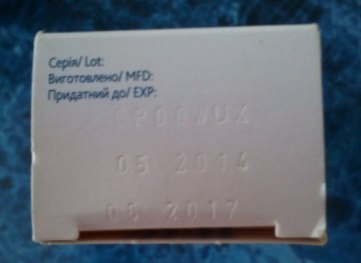 Серія/ Lot:
Виготовлено/ MFD:
Придатний до/ EXP:
05 2014
05 2017